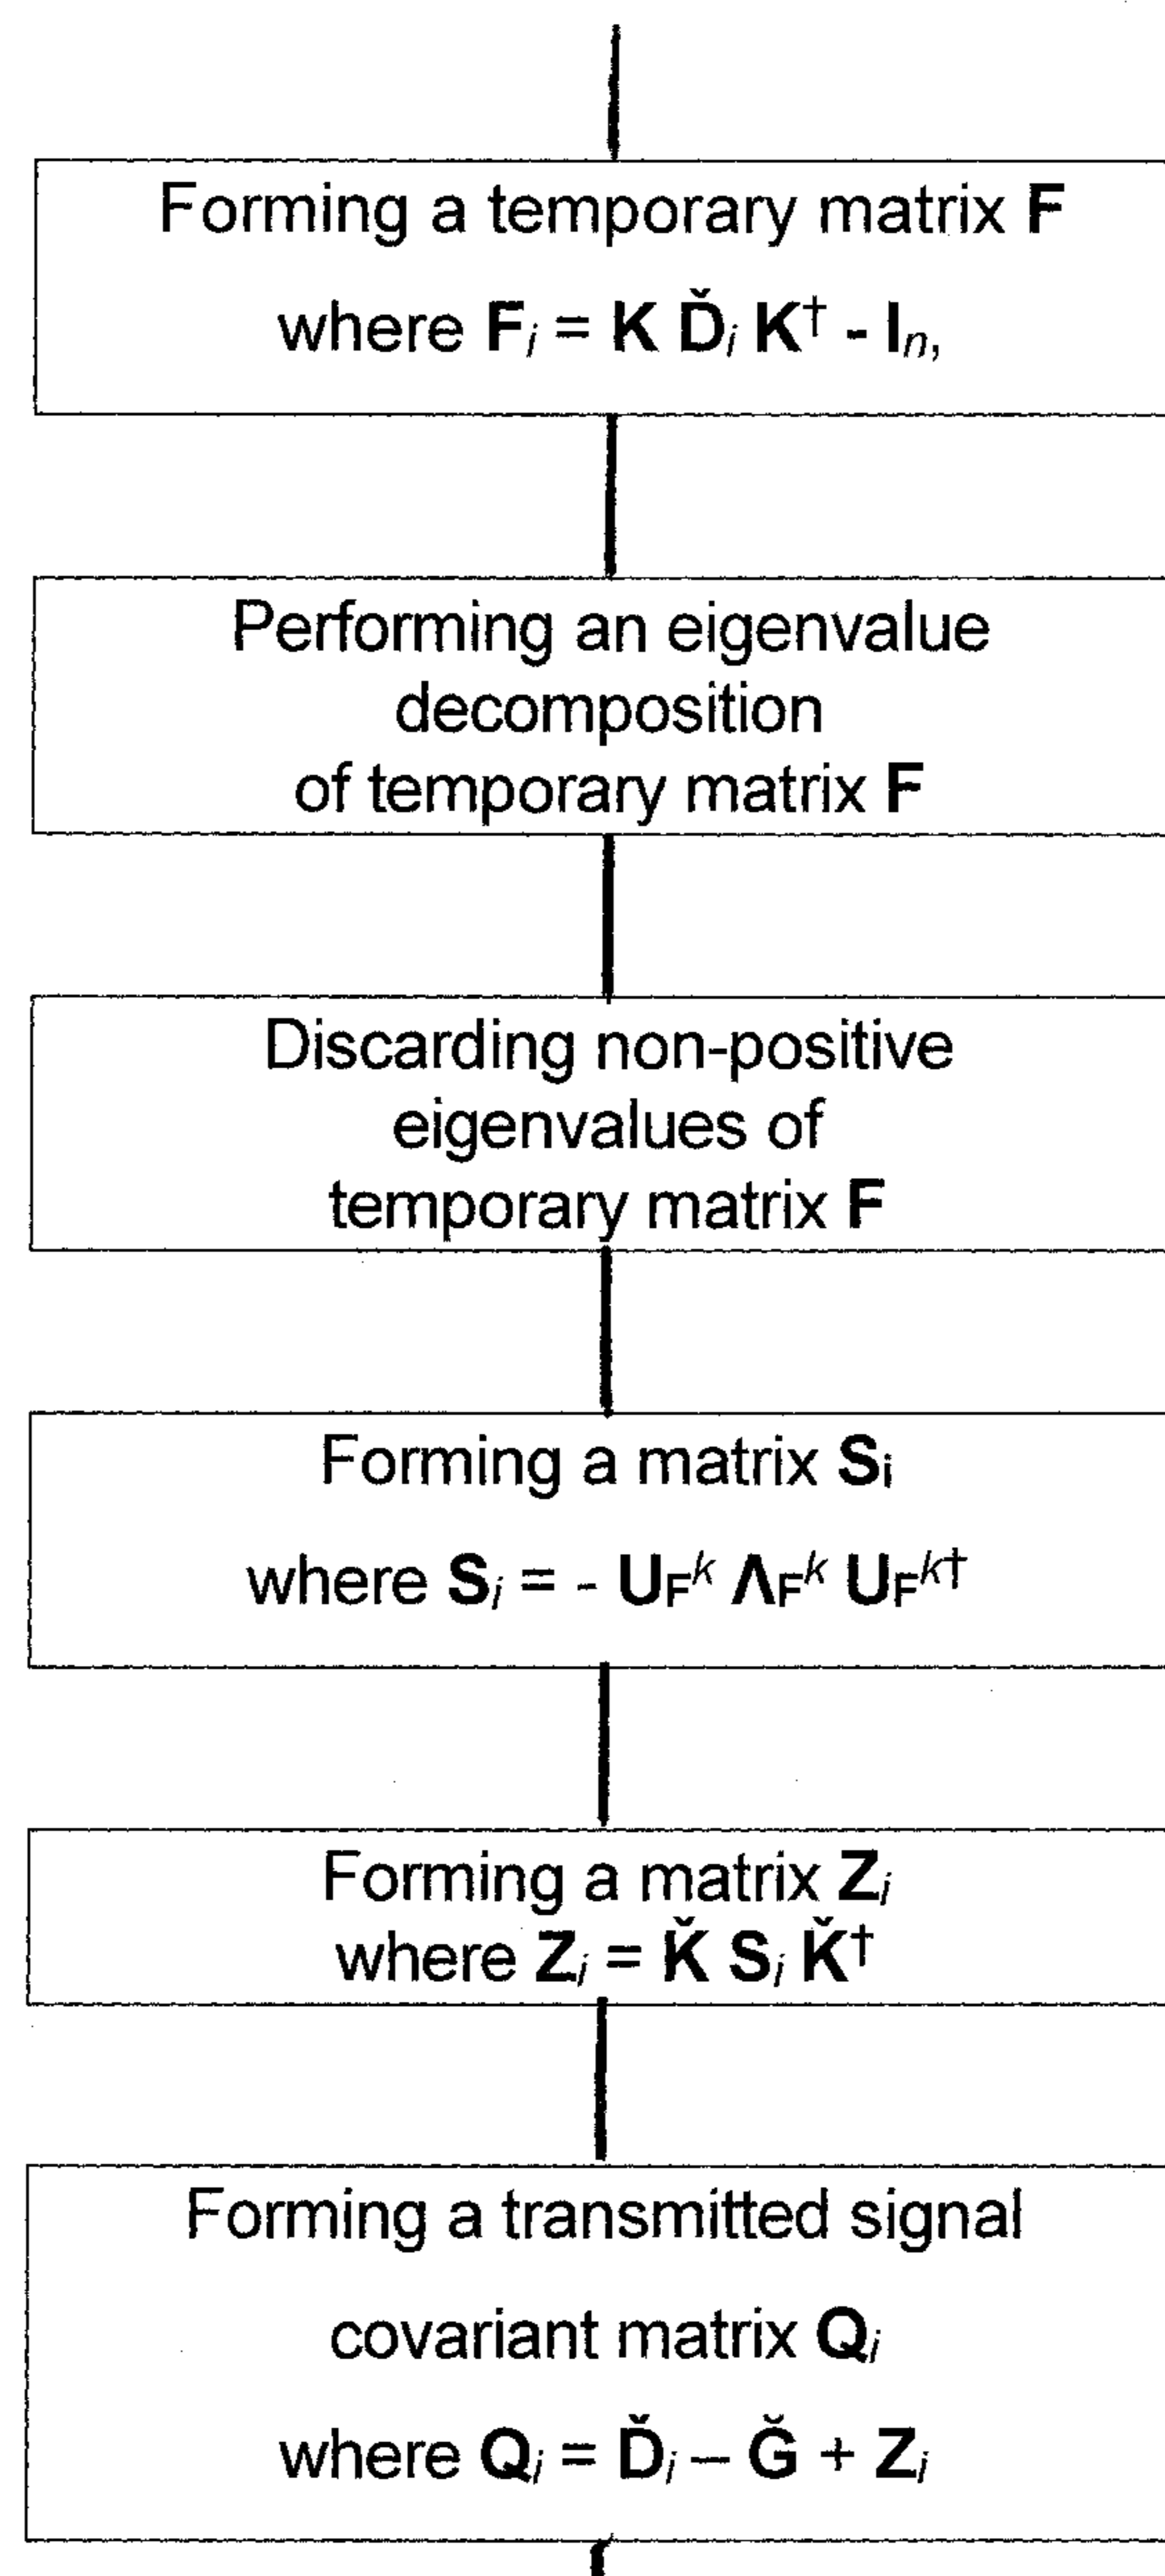 Forming a temporary matrix F
where Fᵢ = K Ďᵢ K† - Iₙ,
Performing an eigenvalue
decomposition
of temporary matrix F
Discarding non-positive
eigenvalues of
temporary matrix F
Forming a matrix Sᵢ
where Sᵢ = - U_F^k Λ_F^k U_F^k†
Forming a matrix Zᵢ
where Zᵢ = Ǩ Sᵢ Ǩ†
Forming a transmitted signal
covariant matrix Qᵢ
where Qᵢ = Ďᵢ – Ğ + Zᵢ